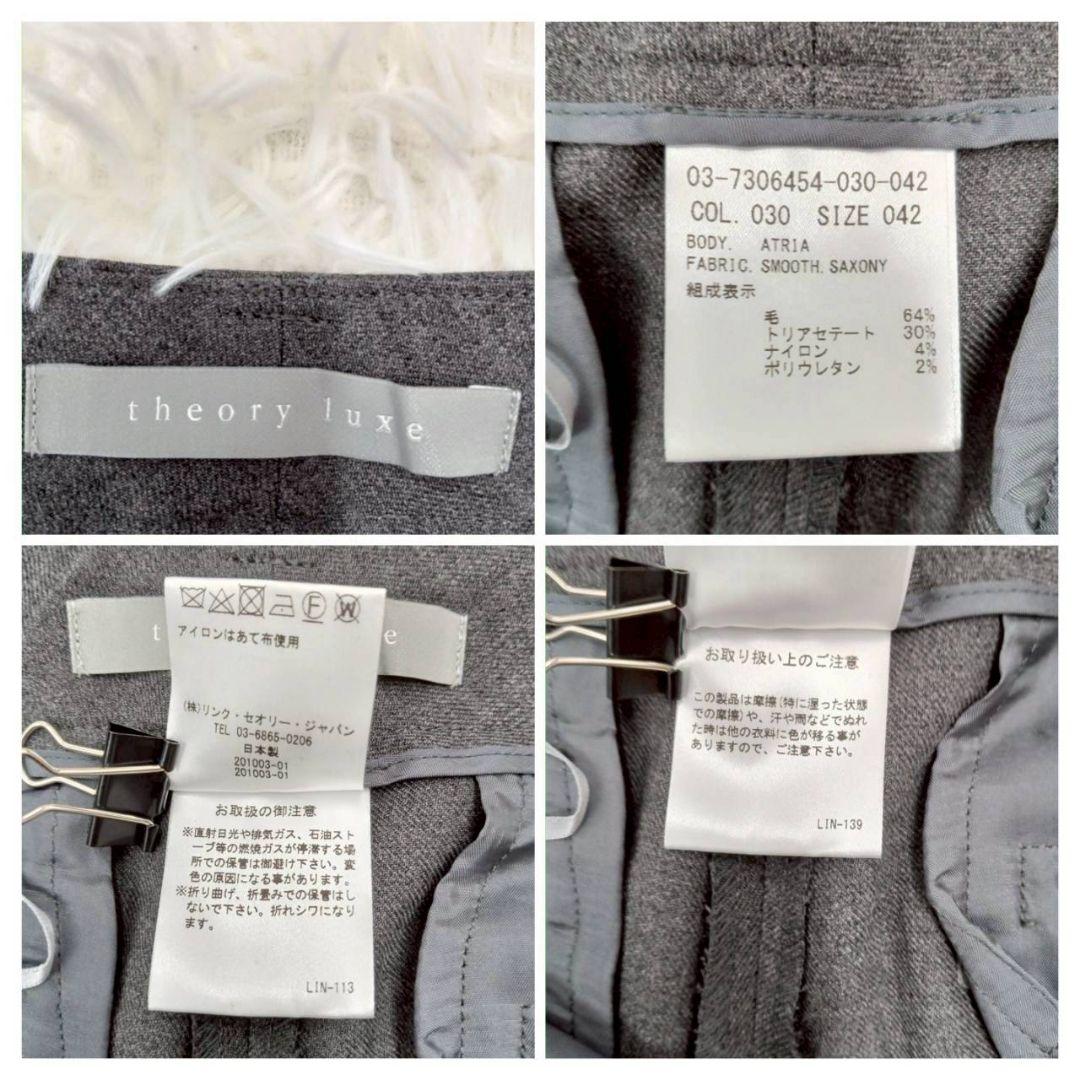 theory luxe
03-7306454-030-042
COL. 030 SIZE 042
BODY. ATRIA
FABRIC. SMOOTH. SAXONY
組成表示
毛 64%
トリアセテート 30%
ナイロン 4%
ポリウレタン 2%
F W
アイロンはあて布使用
t e
(株)リンク・セオリー・ジャパン
TEL 03-6865-0206
日本製
201003-01
201003-01
お取扱の御注意
※直射日光や排気ガス、石油スト
ーブ等の燃焼ガスが停滞する場
所での保管は御避け下さい。変
色の原因になる事があります。
※折り曲げ、折畳みでの保管はし
ないで下さい。折れシワになり
ます。
LIN-113
お取り扱い上のご注意
この製品は摩擦(特に湿った状態
での摩擦)や、汗や雨などでぬれ
た時は他の衣料に色が移る事が
ありますので、ご注意下さい。
LIN-139